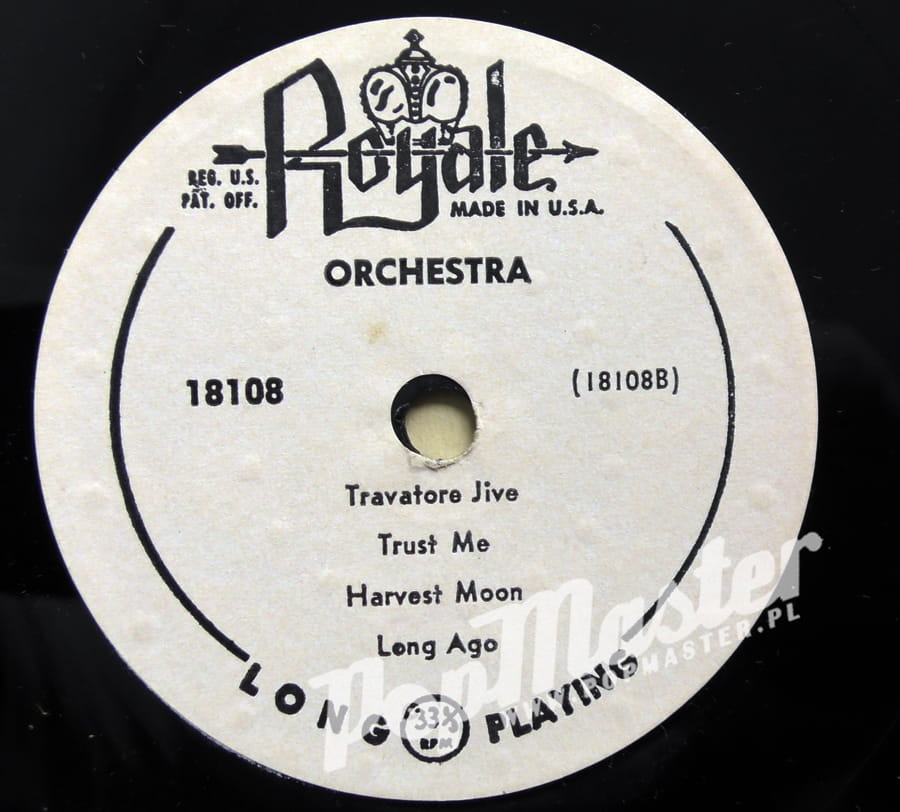 Royale
REG. U.S.
PAT. OFF.
MADE IN U.S.A.
ORCHESTRA
18108
(18108B)
Travatore Jive
Trust Me
Harvest Moon
Long Ago
LONG 33⅓ RPM PLAYING
PopMaster
WWW.POPMASTER.PL